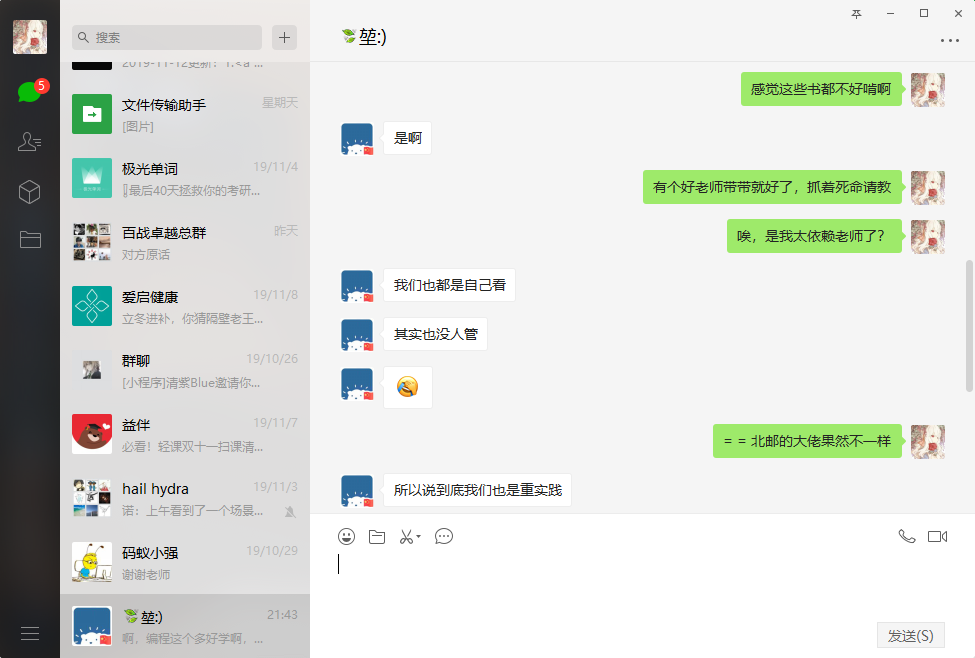 5
搜索
2019-11-12更新！1.<a ...
文件传输助手
星期天
[图片]
极光单词
19/11/4
最后40天拯救你的考研...
百战卓越总群
昨天
对方原话
爱启健康
19/11/8
立冬进补，你猜隔壁老王...
群聊
19/10/26
[小程序]清紫Blue邀请你...
益伴
19/11/7
必看！轻课双十一扫课清...
hail hydra
19/11/3
诺：上午看到了一个场景...
码蚁小强
19/10/29
谢谢老师
堃:)
21:43
啊，编程这个多好学啊，...
堃:)
感觉这些书都不好啃啊
是啊
有个好老师带带就好了，抓着死命请教
唉，是我太依赖老师了？
我们也都是自己看
其实也没人管
= = 北邮的大佬果然不一样
所以说到底我们也是重实践
发送(S)